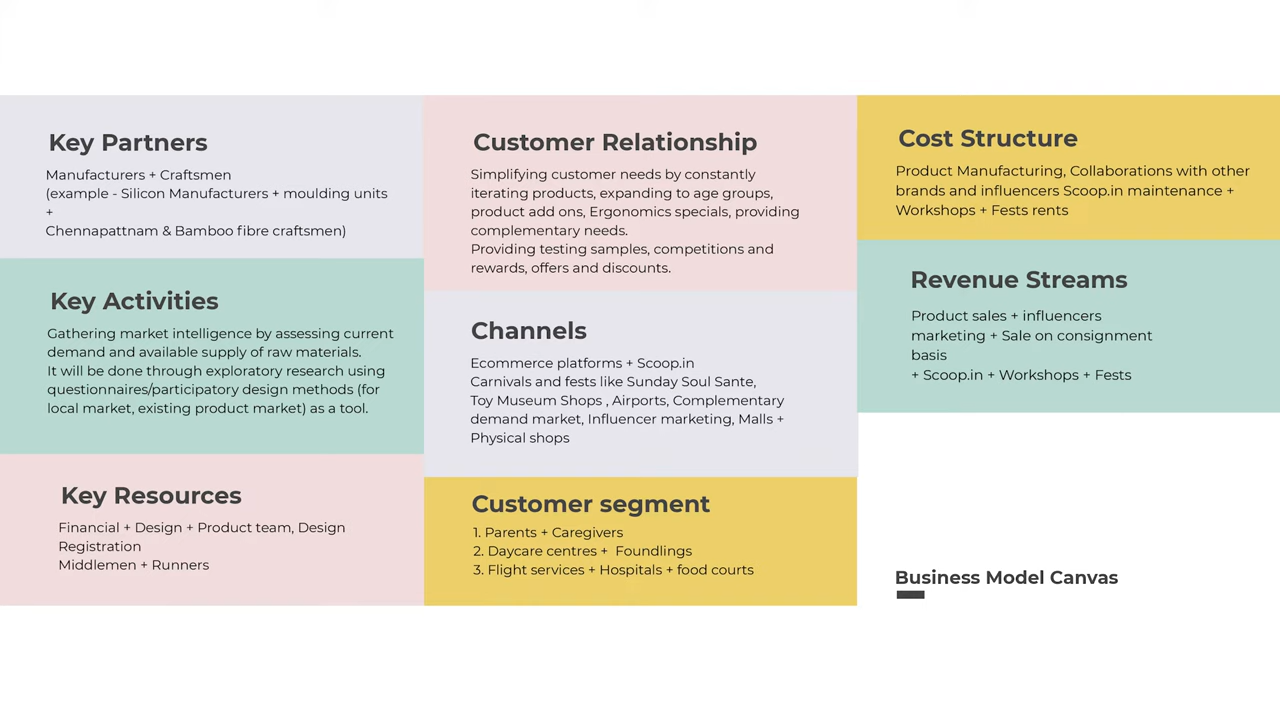 Key Partners
Manufacturers + Craftsmen
(example - Silicon Manufacturers + moulding units
+
Chennapattnam & Bamboo fibre craftsmen)
Key Activities
Gathering market intelligence by assessing current
demand and available supply of raw materials.
It will be done through exploratory research using
questionnaires/participatory design methods (for
local market, existing product market) as a tool.
Key Resources
Financial + Design + Product team, Design
Registration
Middlemen + Runners
Customer Relationship
Simplifying customer needs by constantly
iterating products, expanding to age groups,
product add ons, Ergonomics specials, providing
complementary needs.
Providing testing samples, competitions and
rewards, offers and discounts.
Channels
Ecommerce platforms + Scoop.in
Carnivals and fests like Sunday Soul Sante,
Toy Museum Shops , Airports, Complementary
demand market, Influencer marketing, Malls +
Physical shops
Customer segment
1. Parents + Caregivers
2. Daycare centres + Foundlings
3. Flight services + Hospitals + food courts
Cost Structure
Product Manufacturing, Collaborations with other
brands and influencers Scoop.in maintenance +
Workshops + Fests rents
Revenue Streams
Product sales + influencers
marketing + Sale on consignment
basis
+ Scoop.in + Workshops + Fests
Business Model Canvas